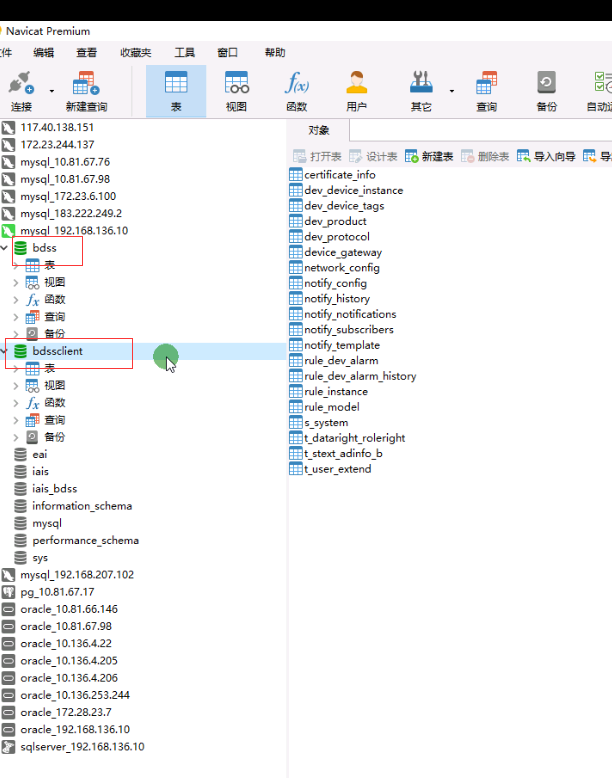 Navicat Premium
件 编辑 查看 收藏夹 工具 窗口 帮助
连接 新建查询 表 视图 函数 用户 其它 查询 备份 自动运
117.40.138.151
172.23.244.137
mysql_10.81.67.76
mysql_10.81.67.98
mysql_172.23.6.100
mysql_183.222.249.2
mysql_192.168.136.10
bdss
表
视图
函数
查询
备份
bdssclient
表
视图
函数
查询
备份
eai
iais
iais_bdss
information_schema
mysql
performance_schema
sys
mysql_192.168.207.102
pg_10.81.67.17
oracle_10.81.66.146
oracle_10.81.67.98
oracle_10.136.4.22
oracle_10.136.4.205
oracle_10.136.4.206
oracle_10.136.253.244
oracle_172.28.23.7
oracle_192.168.136.10
sqlserver_192.168.136.10
对象
打开表 设计表 新建表 删除表 导入向导 导
certificate_info
dev_device_instance
dev_device_tags
dev_product
dev_protocol
device_gateway
network_config
notify_config
notify_history
notify_notifications
notify_subscribers
notify_template
rule_dev_alarm
rule_dev_alarm_history
rule_instance
rule_model
s_system
t_dataright_roleright
t_stext_adinfo_b
t_user_extend